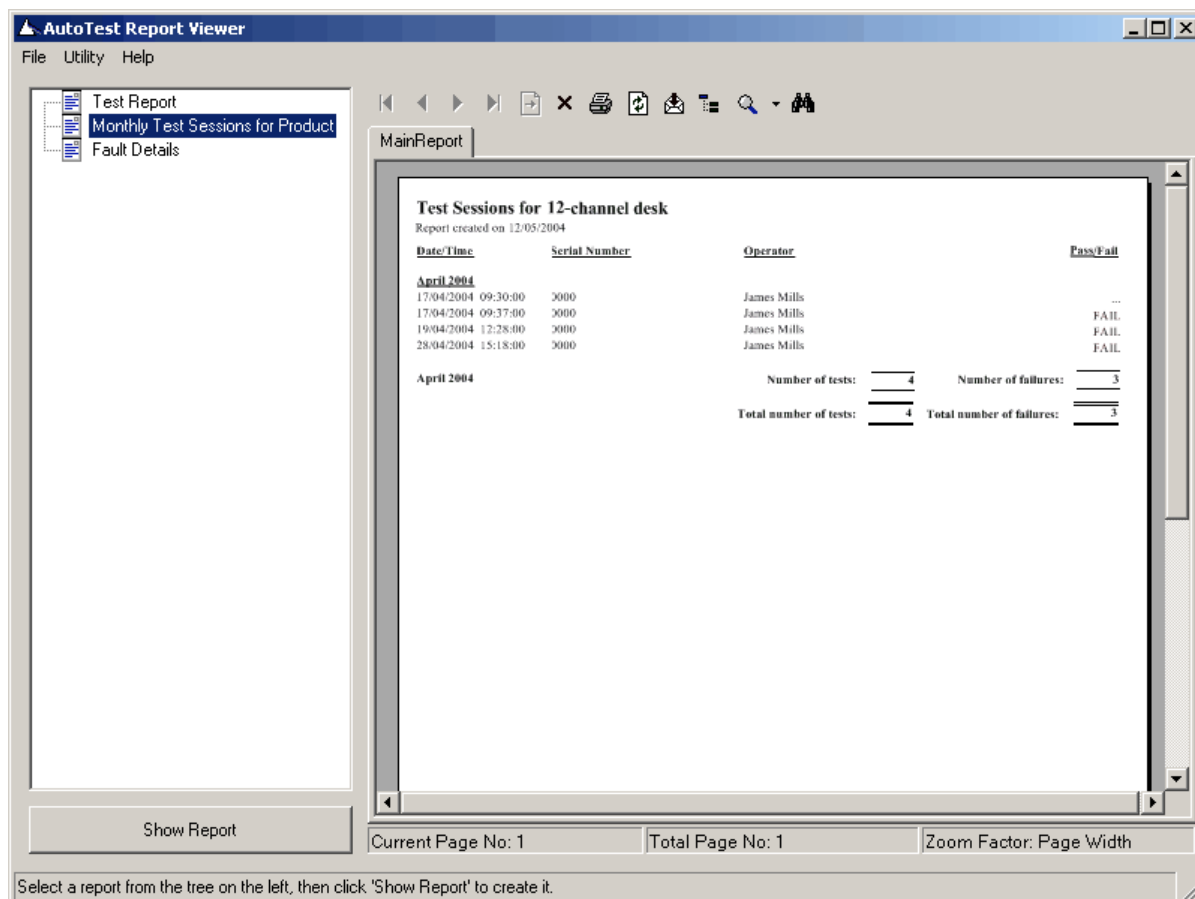 AutoTest Report Viewer
File Utility Help
Test Report
Monthly Test Sessions for Product
Fault Details
Show Report
MainReport
Test Sessions for 12-channel desk
Report created on 12/05/2004
Date/Time Serial Number Operator Pass/Fail
April 2004
17/04/2004 09:30:00 0000 James Mills ...
17/04/2004 09:37:00 0000 James Mills FAIL
19/04/2004 12:28:00 0000 James Mills FAIL
28/04/2004 15:18:00 0000 James Mills FAIL
April 2004 Number of tests: 4 Number of failures: 3
Total number of tests: 4 Total number of failures: 3
Current Page No: 1 Total Page No: 1 Zoom Factor: Page Width
Select a report from the tree on the left, then click 'Show Report' to create it.